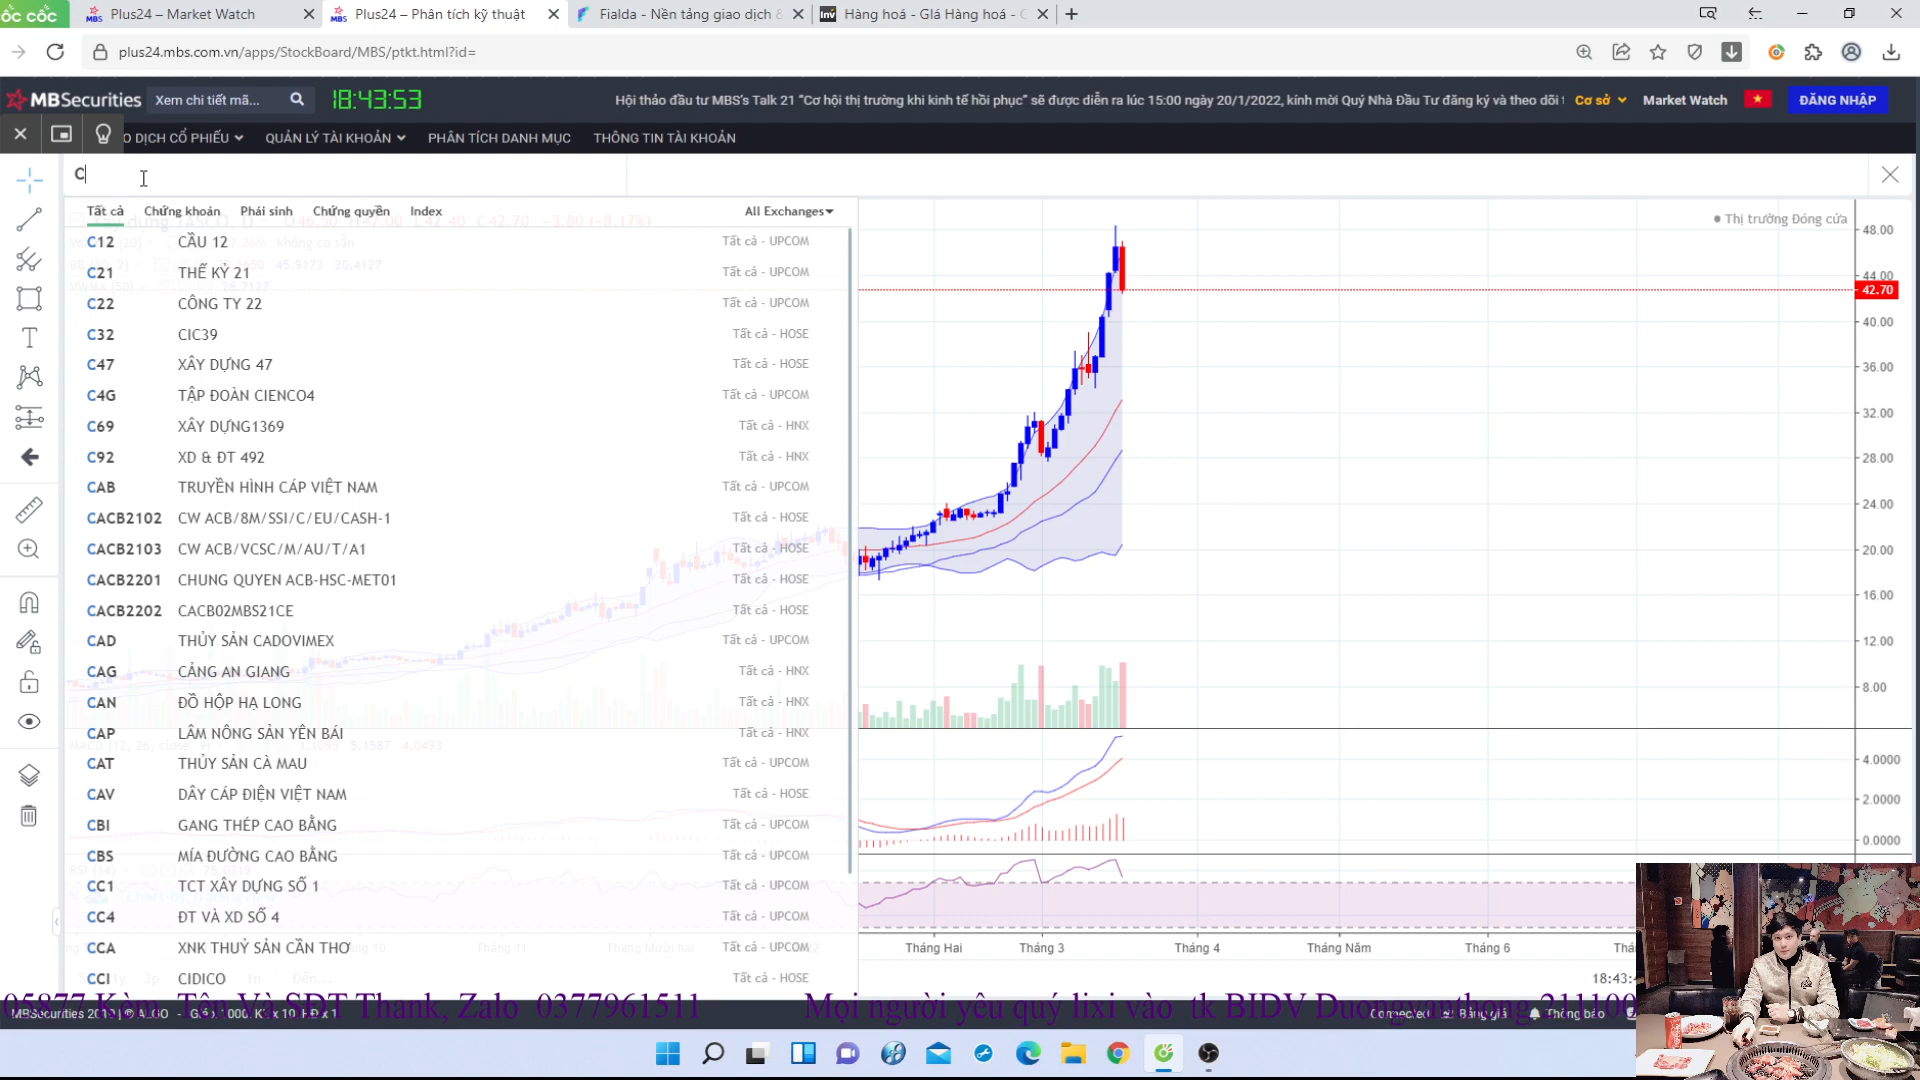 ốc cốc
Plus24 – Market Watch
Plus24 – Phân tích kỹ thuật
Fialda - Nền tảng giao dịch
Hàng hoá - Giá Hàng hoá -
plus24.mbs.com.vn/apps/StockBoard/MBS/ptkt.html?id=
MBSecurities
Xem chi tiết mã...
18:43:53
Hội thảo đầu tư MBS's Talk 21 "Cơ hội thị trường khi kinh tế hồi phục" sẽ được diễn ra lúc 15:00 ngày 20/1/2022, kính mời Quý Nhà Đầu Tư đăng ký và theo dõi
Cơ sở
Market Watch
ĐĂNG NHẬP
O DỊCH CỔ PHIẾU
QUẢN LÝ TÀI KHOẢN
PHÂN TÍCH DANH MỤC
THÔNG TIN TÀI KHOẢN
C
Tất cả Chứng khoán Phái sinh Chứng quyền Index All Exchanges
Thị trường Đóng cửa
C12 CẦU 12 Tất cả - UPCOM
C21 THẾ KỶ 21 Tất cả - UPCOM
C22 CÔNG TY 22 Tất cả - UPCOM
C32 CIC39 Tất cả - HOSE
C47 XÂY DỰNG 47 Tất cả - HOSE
C4G TẬP ĐOÀN CIENCO4 Tất cả - UPCOM
C69 XÂY DỰNG1369 Tất cả - HNX
C92 XD & ĐT 492 Tất cả - HNX
CAB TRUYỀN HÌNH CÁP VIỆT NAM Tất cả - UPCOM
CACB2102 CW ACB/8M/SSI/C/EU/CASH-1 Tất cả - HOSE
CACB2103 CW ACB/VCSC/M/AU/T/A1 Tất cả - HOSE
CACB2201 CHUNG QUYEN ACB-HSC-MET01 Tất cả - HOSE
CACB2202 CACB02MBS21CE Tất cả - HOSE
CAD THỦY SẢN CADOVIMEX Tất cả - UPCOM
CAG CẢNG AN GIANG Tất cả - HNX
CAN ĐỒ HỘP HẠ LONG Tất cả - HNX
CAP LÂM NÔNG SẢN YÊN BÁI Tất cả - HNX
CAT THỦY SẢN CÀ MAU Tất cả - UPCOM
CAV DÂY CÁP ĐIỆN VIỆT NAM Tất cả - HOSE
CBI GANG THÉP CAO BẰNG Tất cả - UPCOM
CBS MÍA ĐƯỜNG CAO BẰNG Tất cả - UPCOM
CC1 TCT XÂY DỰNG SỐ 1 Tất cả - UPCOM
CC4 ĐT VÀ XD SỐ 4 Tất cả - UPCOM
CCA XNK THUỶ SẢN CẦN THƠ Tất cả - UPCOM
CCI CIDICO Tất cả - HOSE
48.00
44.00
42.70
40.00
36.00
32.00
28.00
24.00
20.00
16.00
12.00
8.00
4.0000
2.0000
0.0000
Tháng Hai Tháng 3 Tháng 4 Tháng Năm Tháng 6
18:43:
05877 Kèm Tên Và SĐT Thank, Zalo 0377961511 Mọi người yêu quý lixi vào tk BIDV Duongvanthong 211100